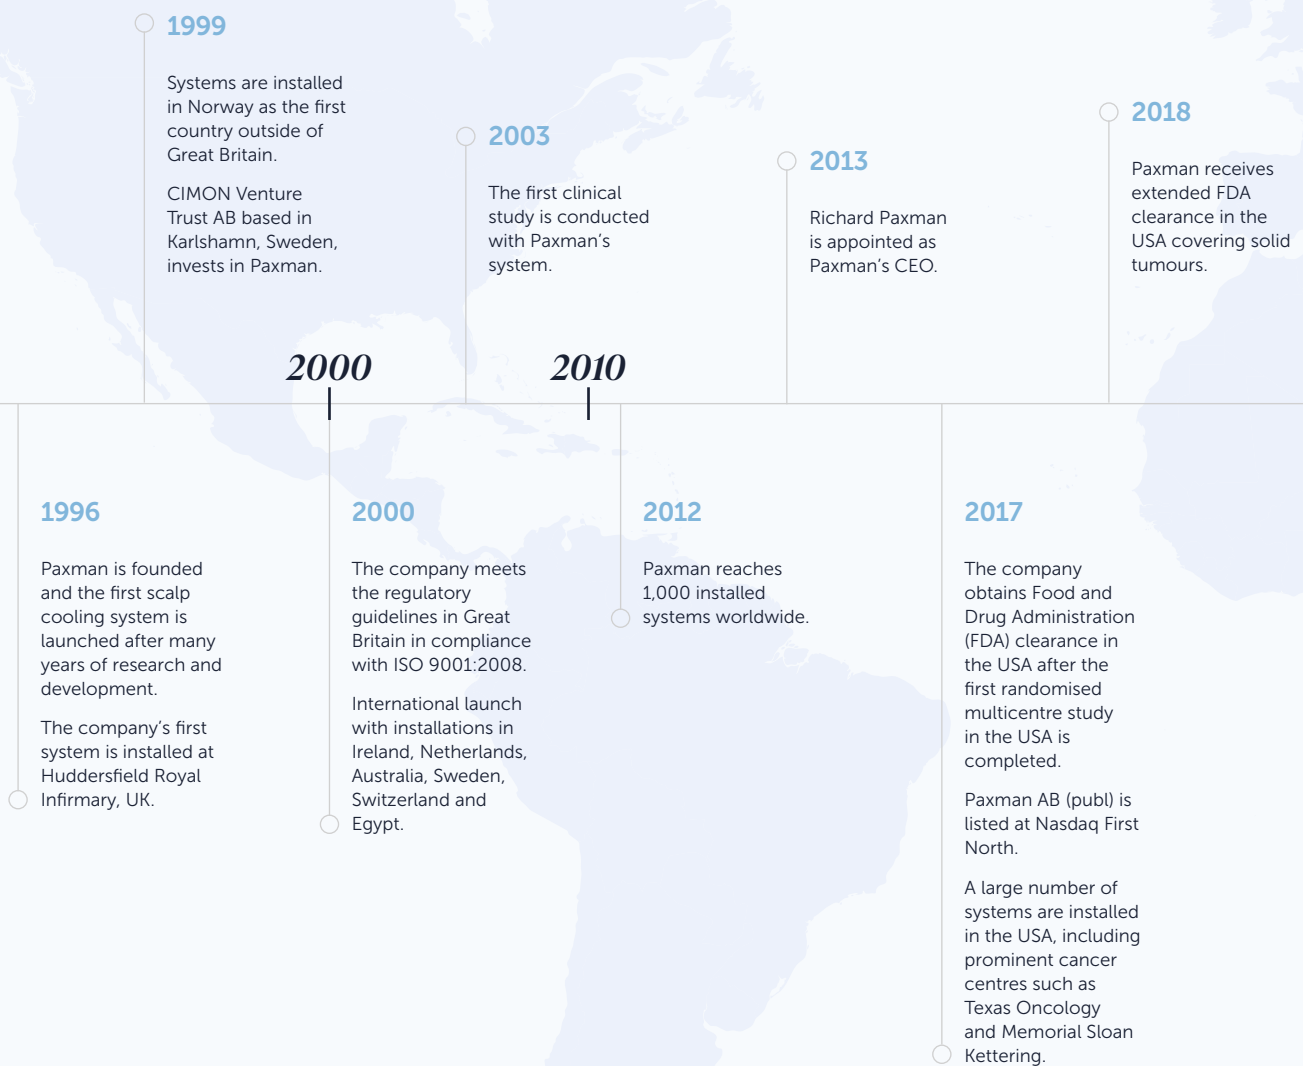 1999
Systems are installed
in Norway as the first
country outside of
Great Britain.
CIMON Venture
Trust AB based in
Karlshamn, Sweden,
invests in Paxman.
2003
The first clinical
study is conducted
with Paxman's
system.
2013
Richard Paxman
is appointed as
Paxman's CEO.
2018
Paxman receives
extended FDA
clearance in the
USA covering solid
tumours.
2000
2010
1996
Paxman is founded
and the first scalp
cooling system is
launched after many
years of research and
development.
The company's first
system is installed at
Huddersfield Royal
Infirmary, UK.
2000
The company meets
the regulatory
guidelines in Great
Britain in compliance
with ISO 9001:2008.
International launch
with installations in
Ireland, Netherlands,
Australia, Sweden,
Switzerland and
Egypt.
2012
Paxman reaches
1,000 installed
systems worldwide.
2017
The company
obtains Food and
Drug Administration
(FDA) clearance in
the USA after the
first randomised
multicentre study
in the USA is
completed.
Paxman AB (publ) is
listed at Nasdaq First
North.
A large number of
systems are installed
in the USA, including
prominent cancer
centres such as
Texas Oncology
and Memorial Sloan
Kettering.